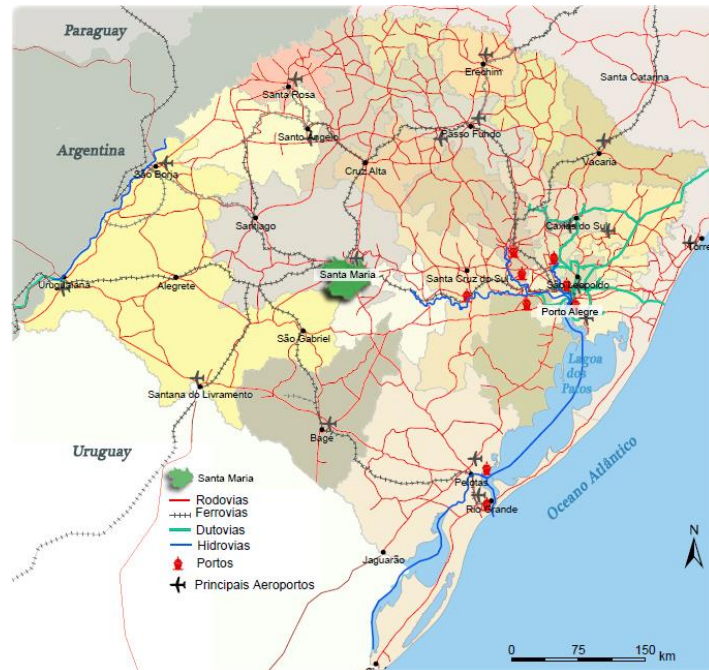 Paraguay
Erechim
Santa Catarina
Santa Rosa
Santo Ângelo
Passo Fundo
Argentina
Vacaria
São Borja
Cruz Alta
Santiago
Caxias do Sul
Torre
Santa Maria
Uruguaiana
Alegrete
Santa Cruz do Sul
São Leopoldo
Porto Alegre
São Gabriel
Lagoa
dos
Patos
Santana do Livramento
Bagé
Uruguay
Oceano Atlântico
Santa Maria
Pelotas
Rodovias
Rio Grande
Ferrovias
Dutovias
Hidrovias
Portos
Jaguarão
Principais Aeroportos
N
0 75 150 km